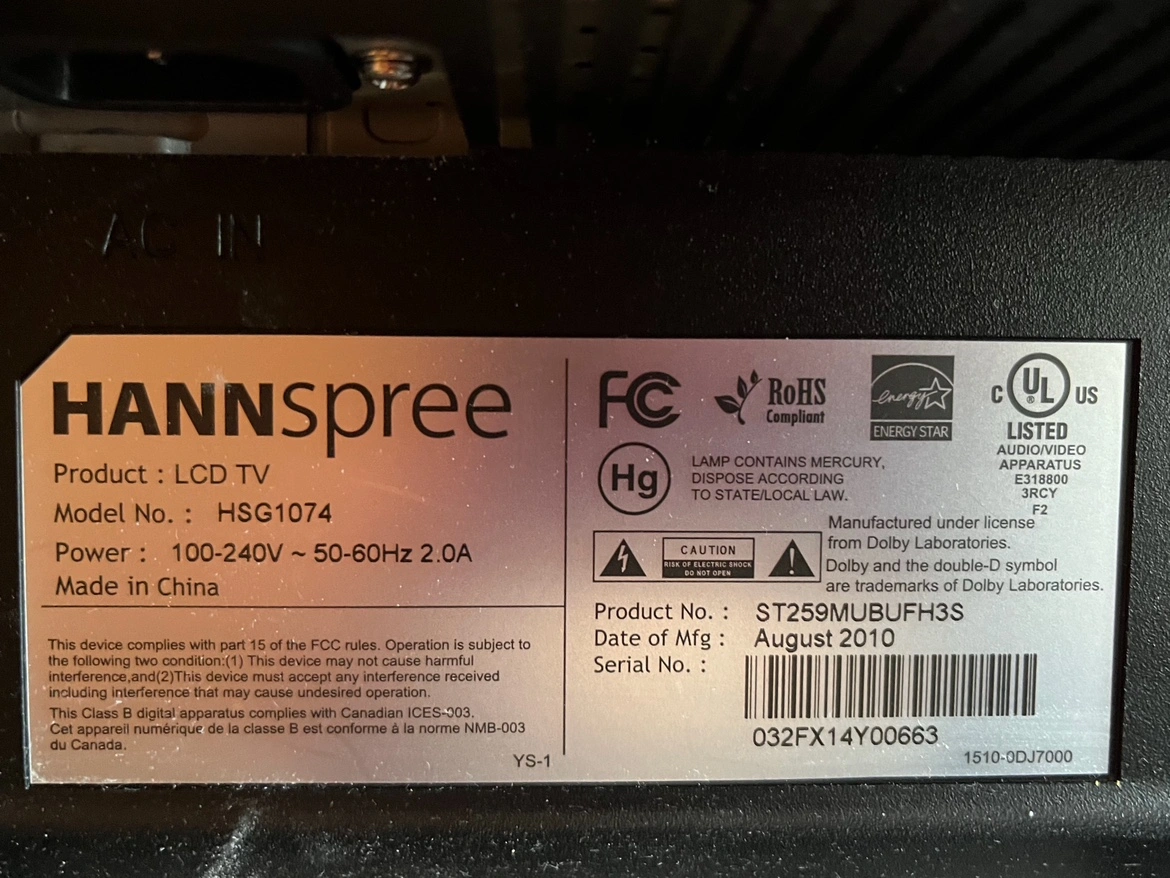 AC IN
HANNspree
Product : LCD TV
Model No. : HSG1074
Power : 100-240V ~ 50-60Hz 2.0A
Made in China
This device complies with part 15 of the FCC rules. Operation is subject to
the following two condition:(1) This device may not cause harmful
interference,and(2)This device must accept any interference received
including interference that may cause undesired operation.
This Class B digital apparatus complies with Canadian ICES-003.
Cet appareil numérique de la classe B est conforme à la norme NMB-003
du Canada.
YS-1
FC
RoHS
Compliant
energy
ENERGY STAR
C UL ® US
LISTED
AUDIO/VIDEO
APPARATUS
E318800
3RCY
F2
Hg
LAMP CONTAINS MERCURY,
DISPOSE ACCORDING
TO STATE/LOCAL LAW.
CAUTION
RISK OF ELECTRIC SHOCK
DO NOT OPEN
!
Manufactured under license
from Dolby Laboratories.
Dolby and the double-D symbol
are trademarks of Dolby Laboratories.
Product No. : ST259MUBUFH3S
Date of Mfg : August 2010
Serial No. :
032FX14Y00663
1510-0DJ7000